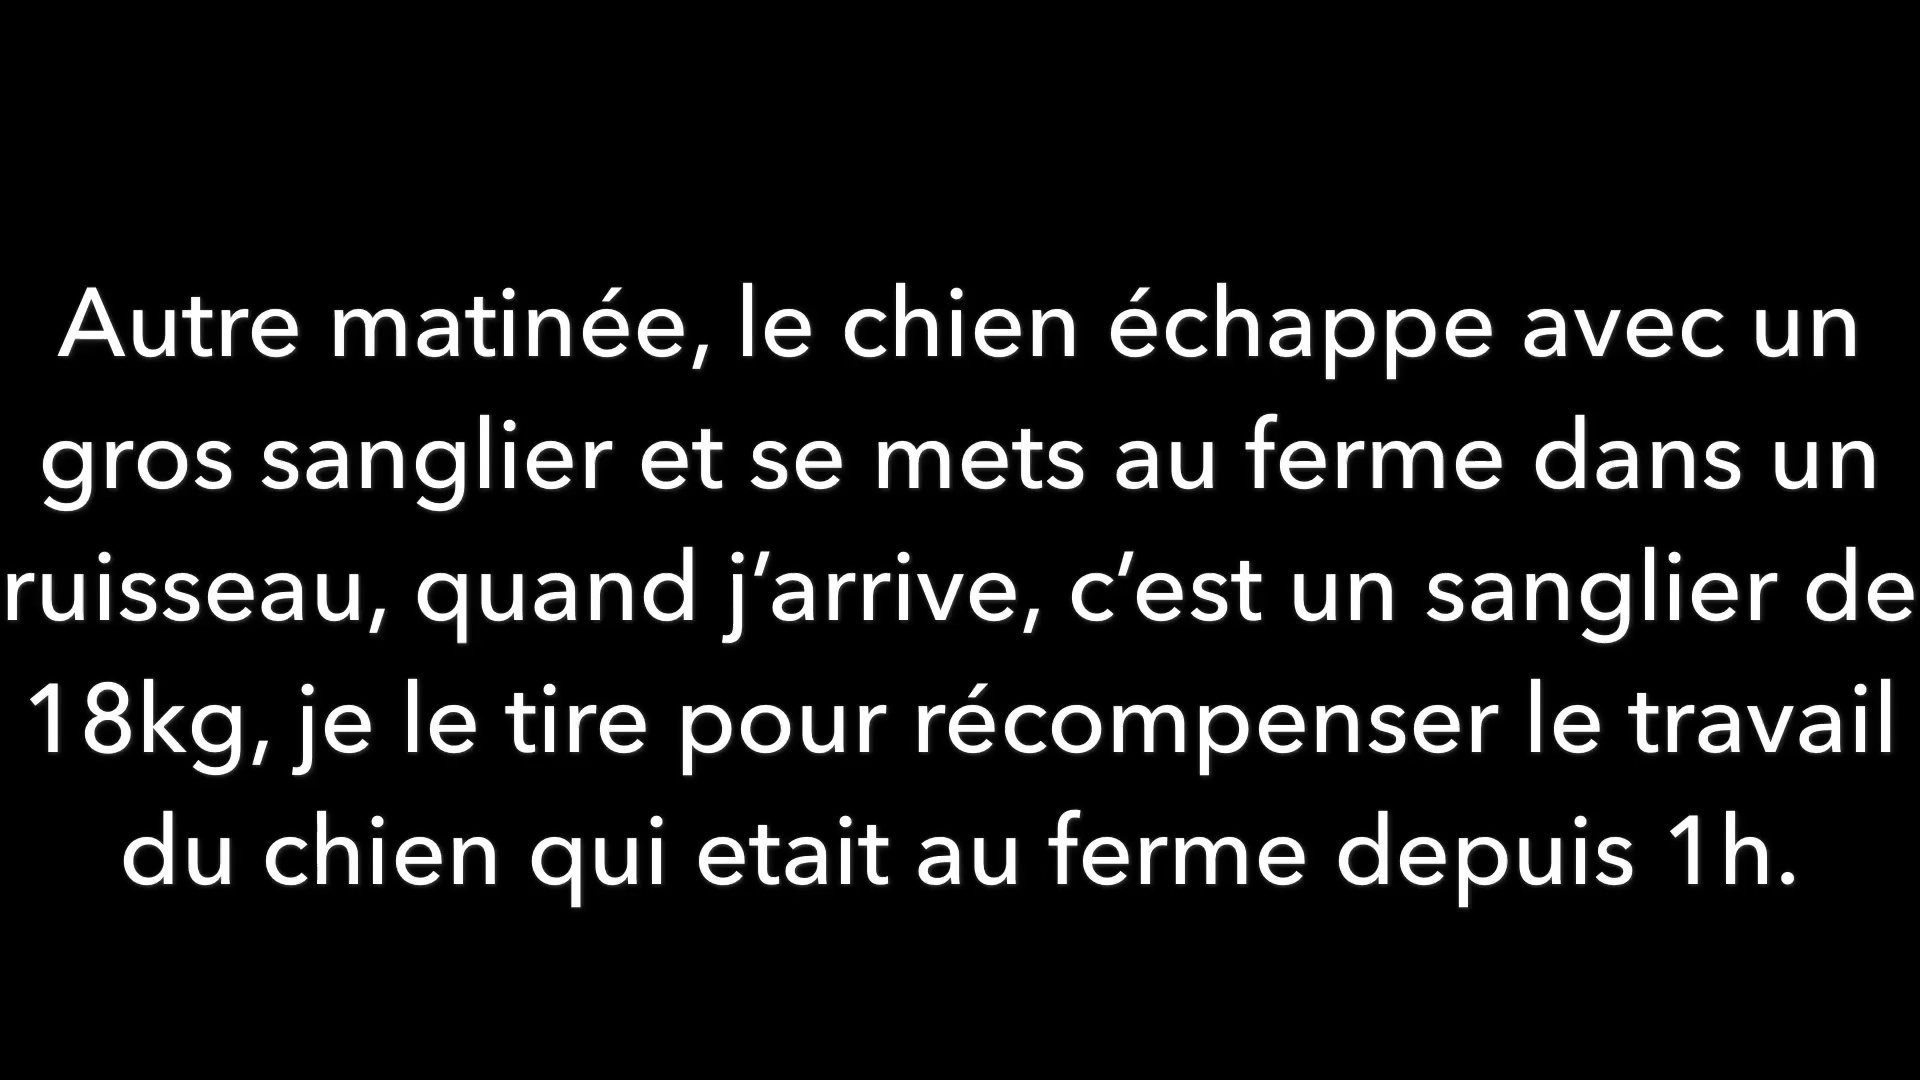 Autre matinée, le chien échappe avec un
gros sanglier et se mets au ferme dans un
ruisseau, quand j’arrive, c’est un sanglier de
18kg, je le tire pour récompenser le travail
du chien qui etait au ferme depuis 1h.